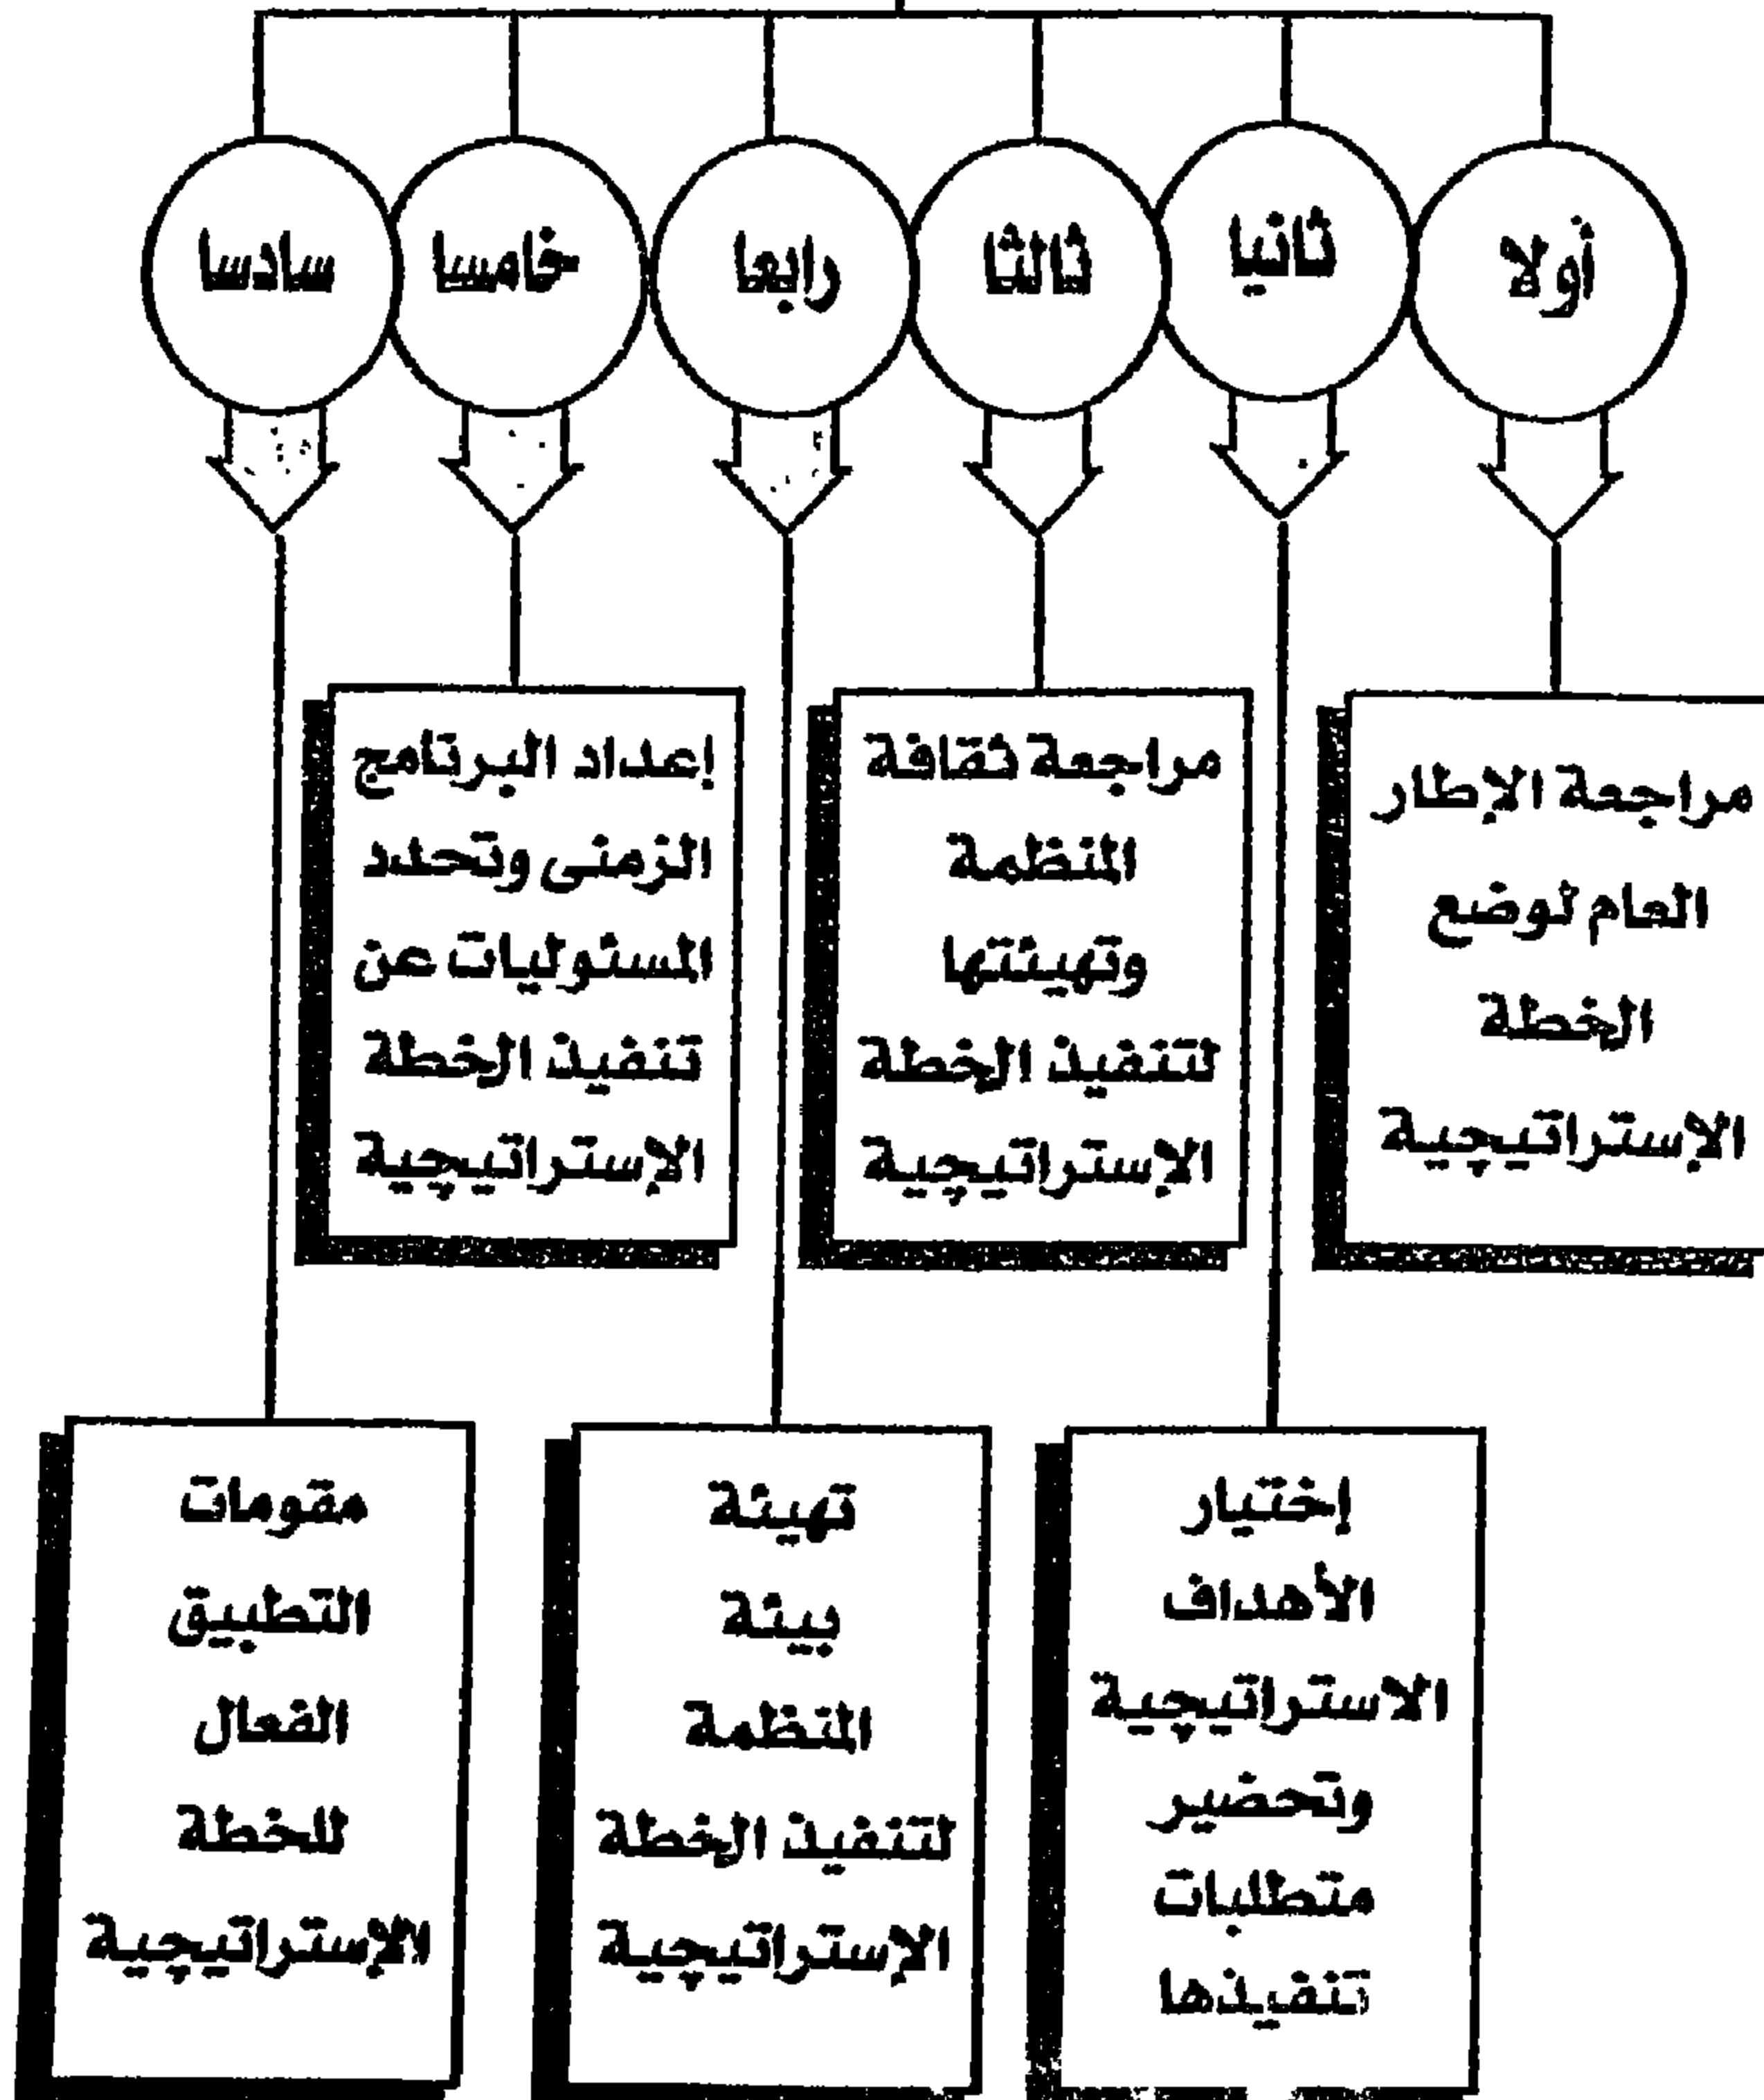 أولا
ثانيا
ثالثا
رابعا
خامسا
سادسا
مراجعة الإطار
العام لوضع
الخطة
الإستراتيجية
مراجعة ثقافة
المنظمة
وتهيئتها
لتنفيذ الخطة
الإستراتيجية
إعداد البرنامج
الزمنى وتحدد
المسئوليات عن
تنفيذ الخطة
الإستراتيجية
إختيار
الأهداف
الاستراتيجية
وتحضير
متطلبات
تنفيذها
تهيئة
بيئة
المنظمة
لتنفيذ الخطة
الإستراتيجية
مقومات
التطبيق
الفعال
للخطة
الإستراتيجية